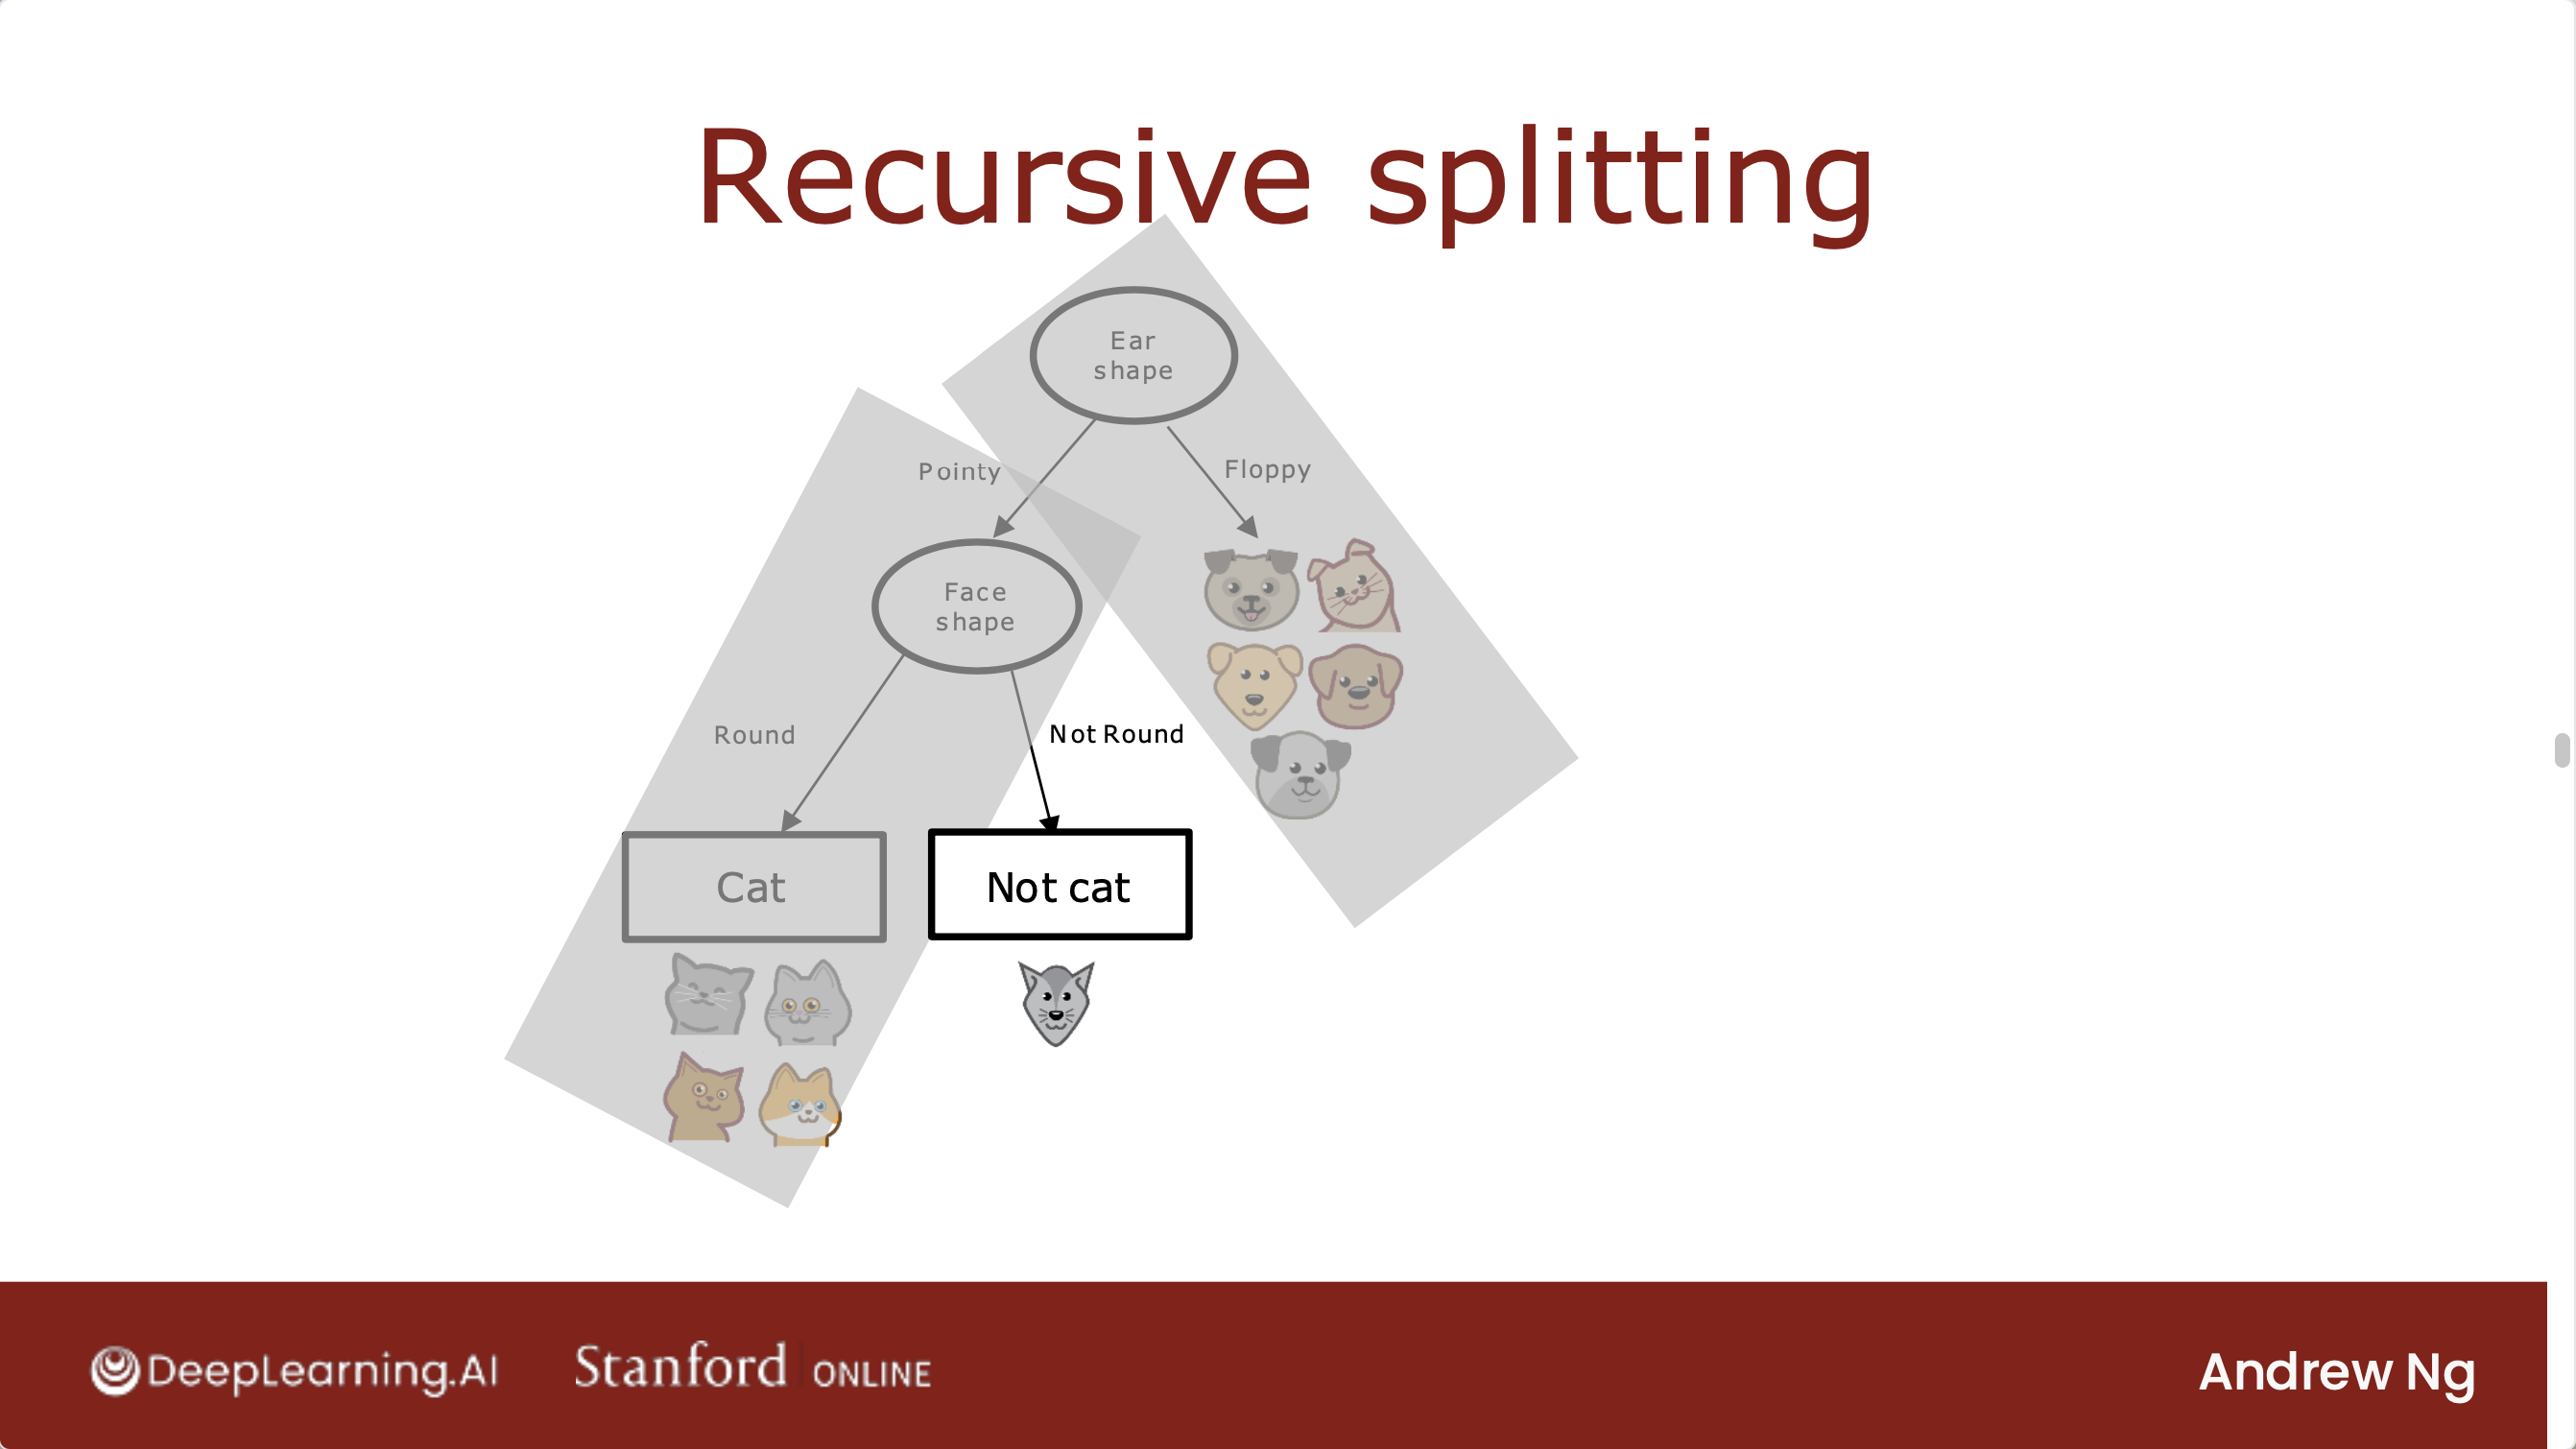 Recursive splitting
Ear
shape
Pointy
Floppy
Face
shape
Round
Not Round
Cat
Not cat
DeepLearning.AI
Stanford ONLINE
Andrew Ng